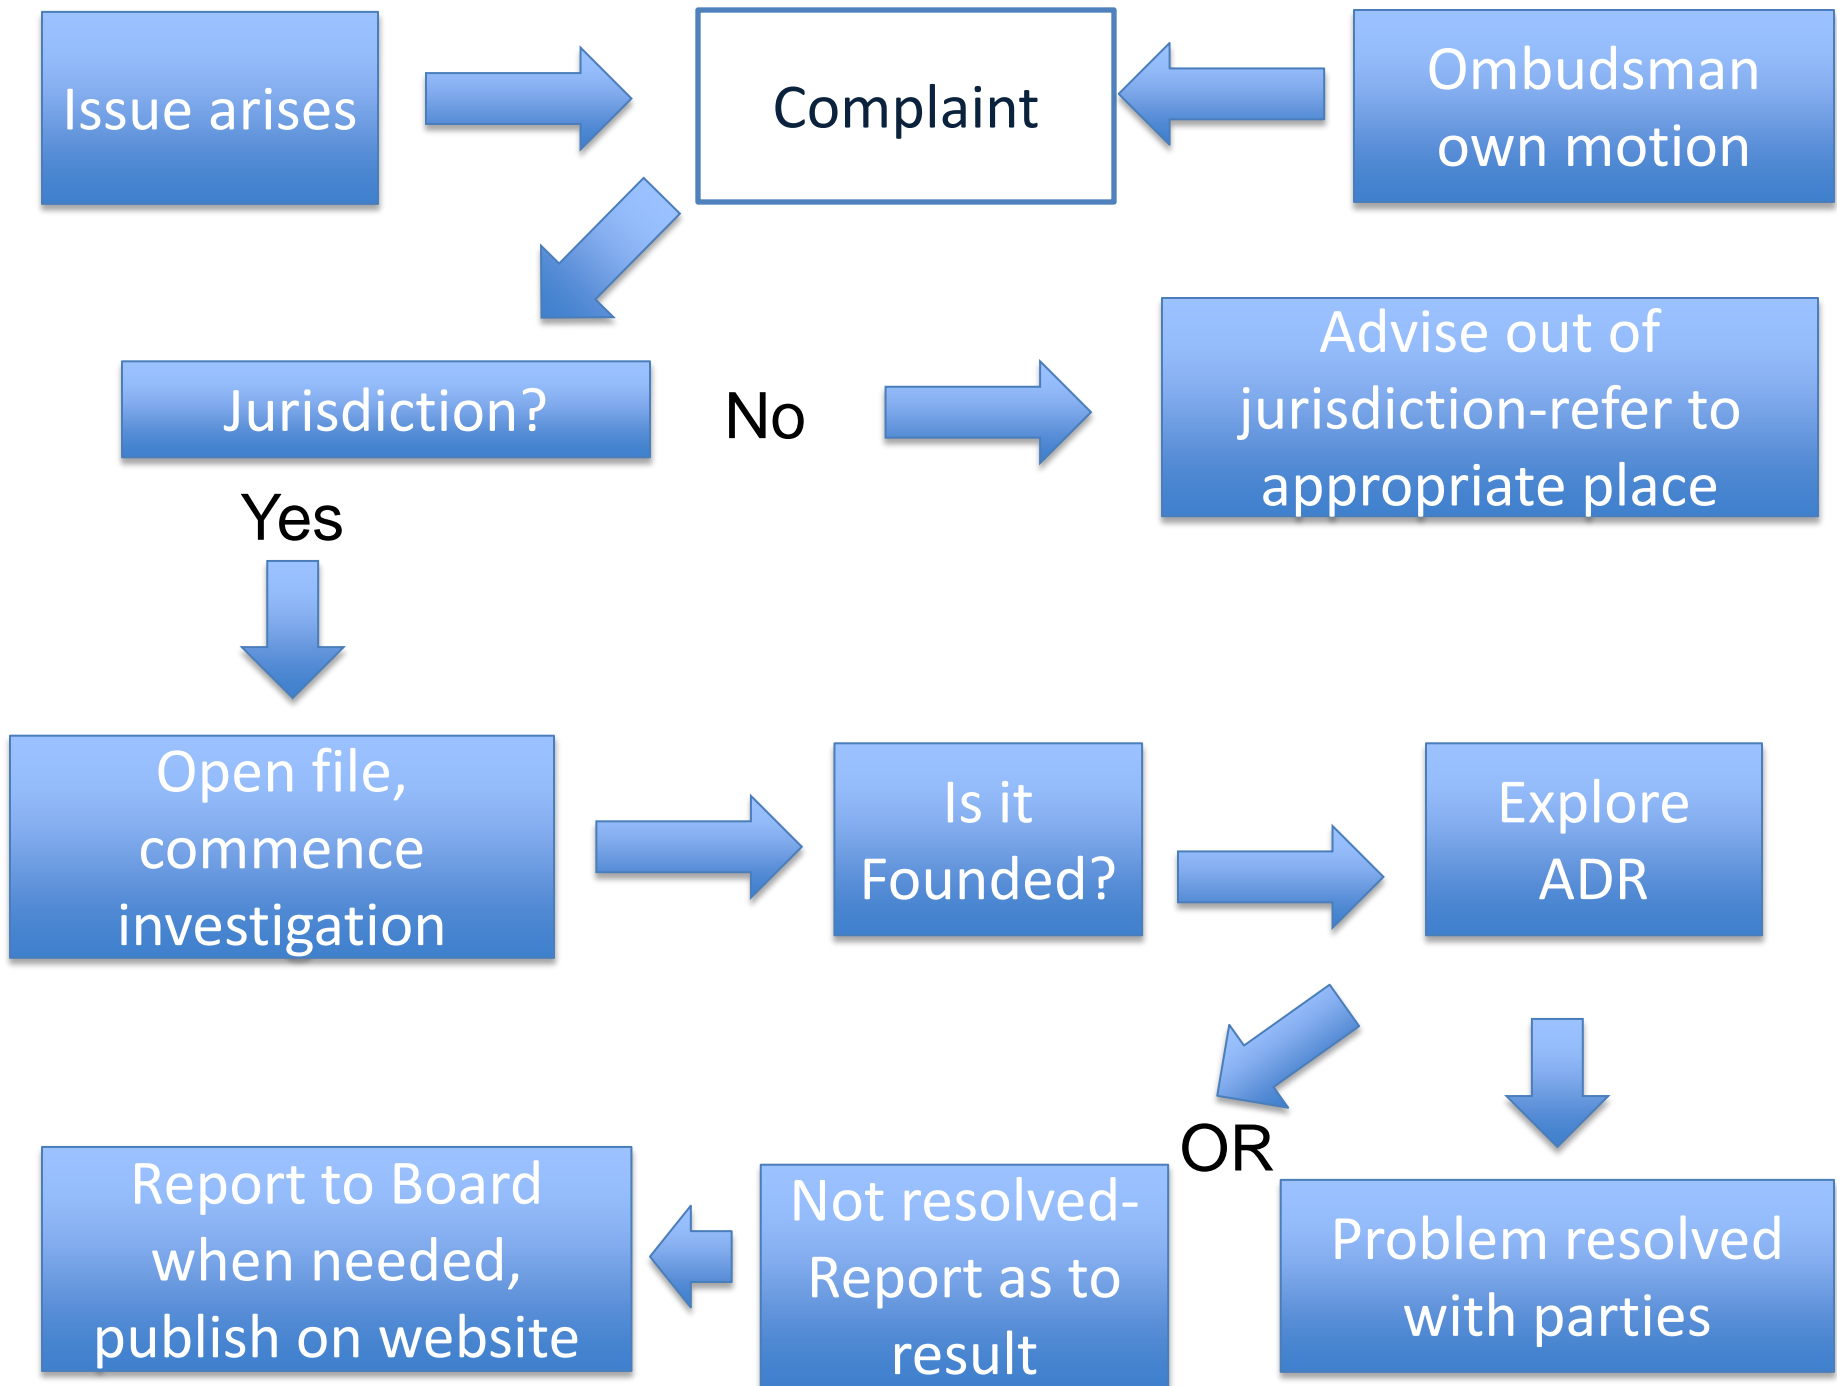 Issue arises
Complaint
Ombudsman
own motion
Jurisdiction?
No
Advise out of
jurisdiction-refer to
appropriate place
Yes
Open file,
commence
investigation
Is it
Founded?
Explore
ADR
OR
Report to Board
when needed,
publish on website
Not resolved-
Report as to
result
Problem resolved
with parties